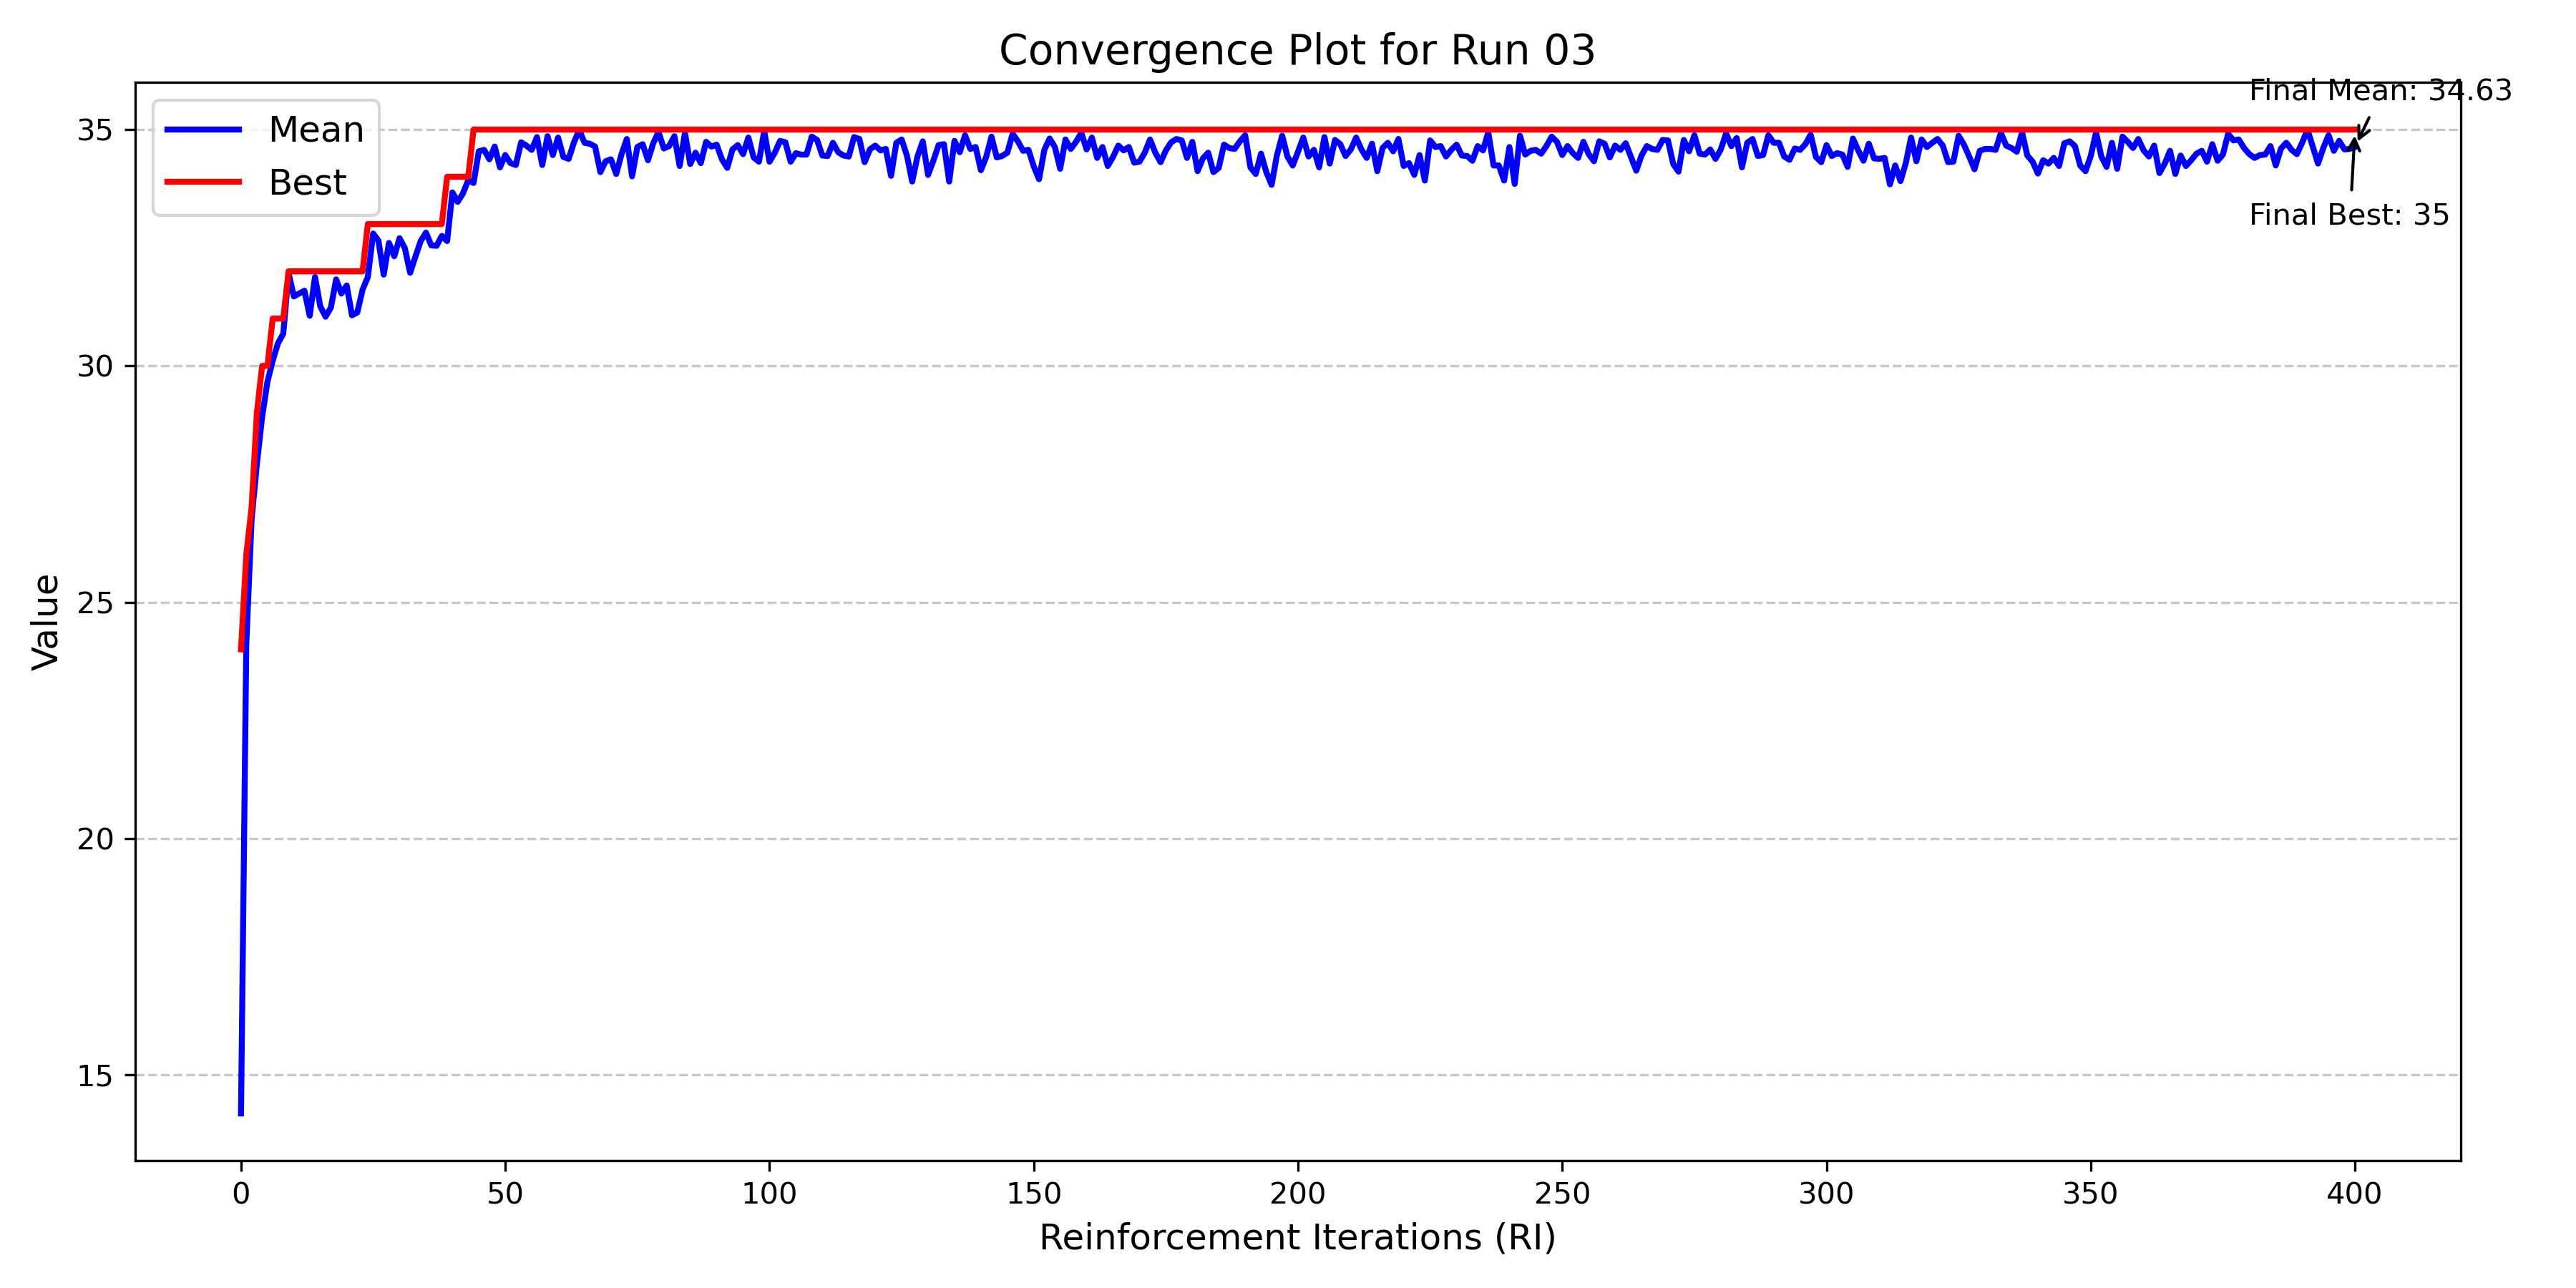 Convergence Plot for Run 03
Final Mean: 34.63
Mean
Best
Final Best: 35
35
30
25
20
15
Value
0 50 100 150 200 250 300 350 400
Reinforcement Iterations (RI)